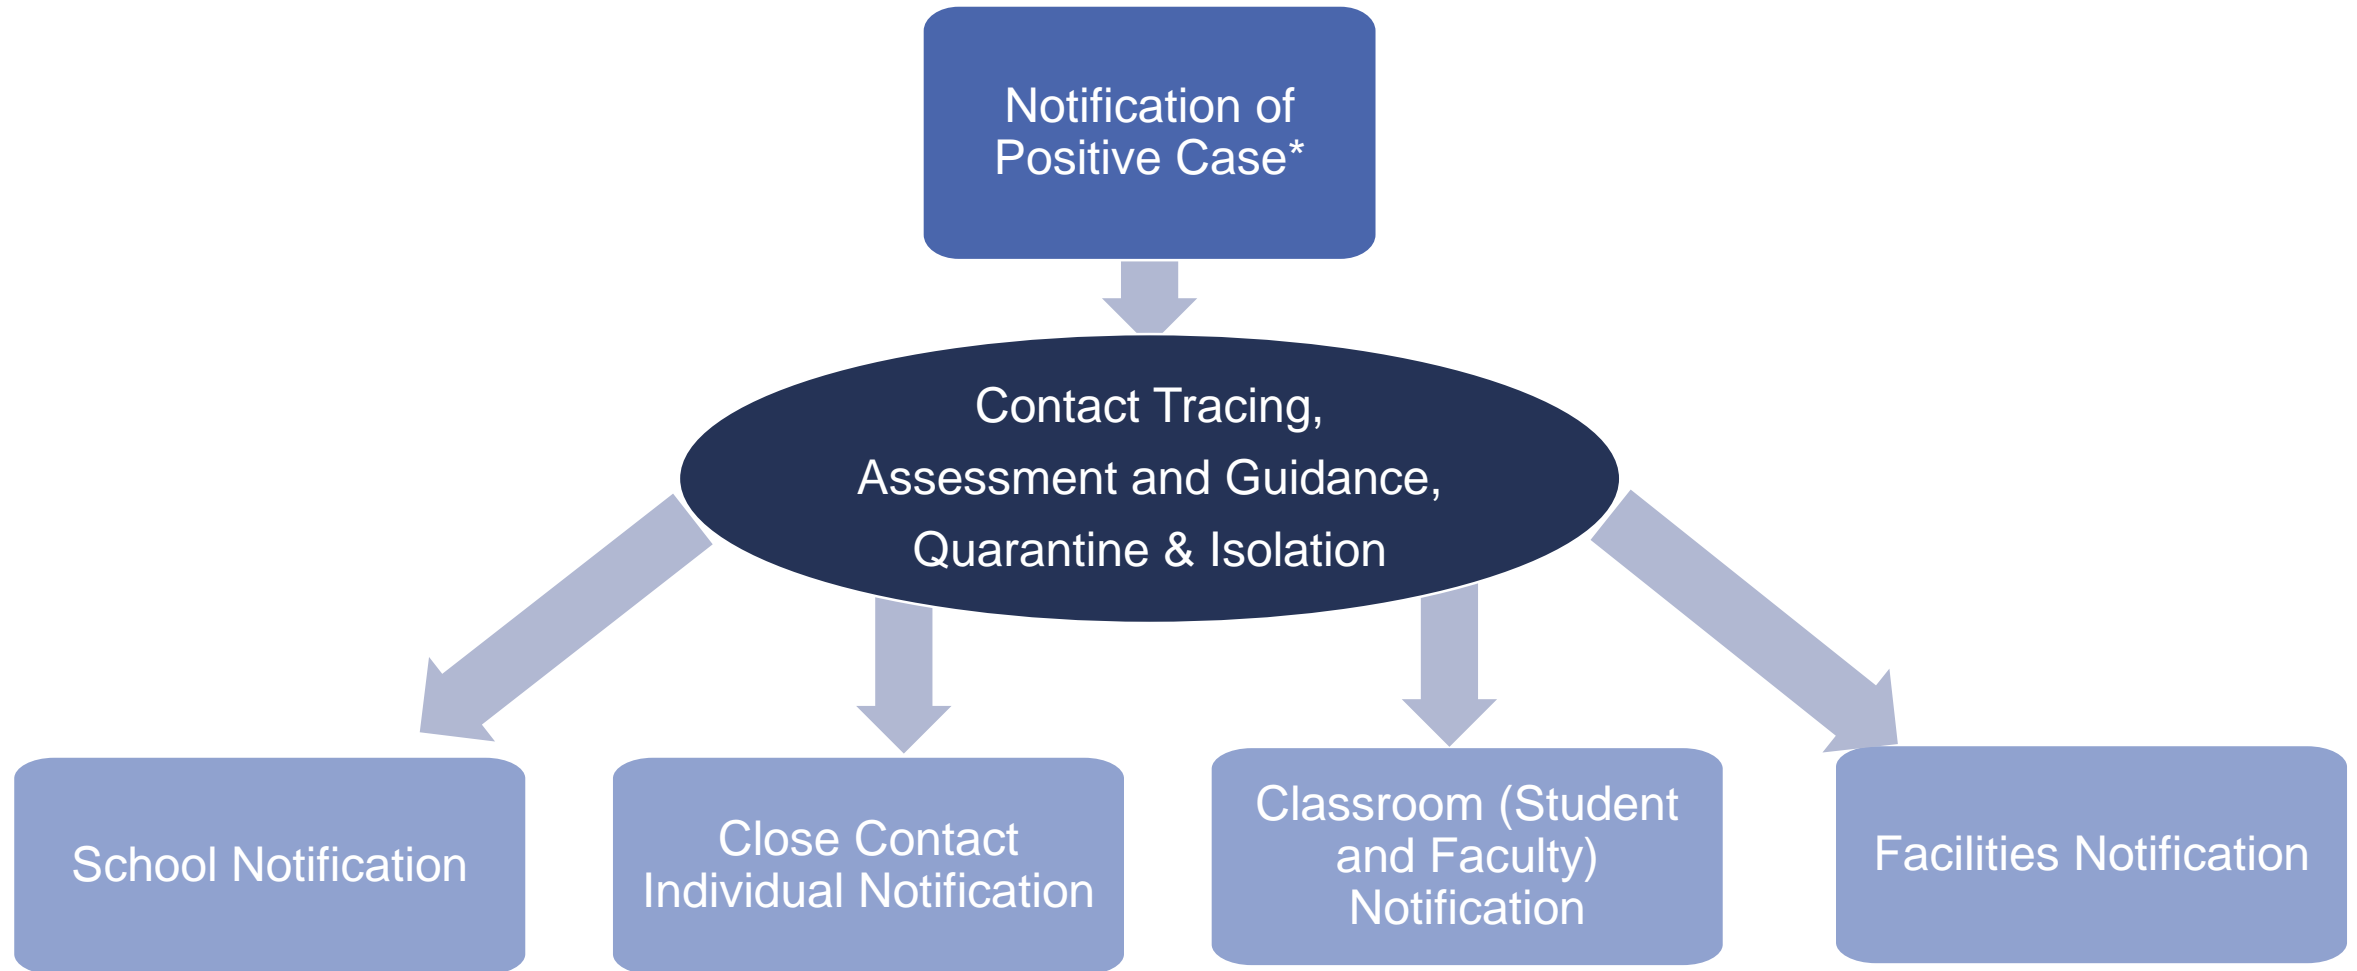 Notification of
Positive Case*
Contact Tracing,
Assessment and Guidance,
Quarantine & Isolation
School Notification
Close Contact
Individual Notification
Classroom (Student
and Faculty)
Notification
Facilities Notification